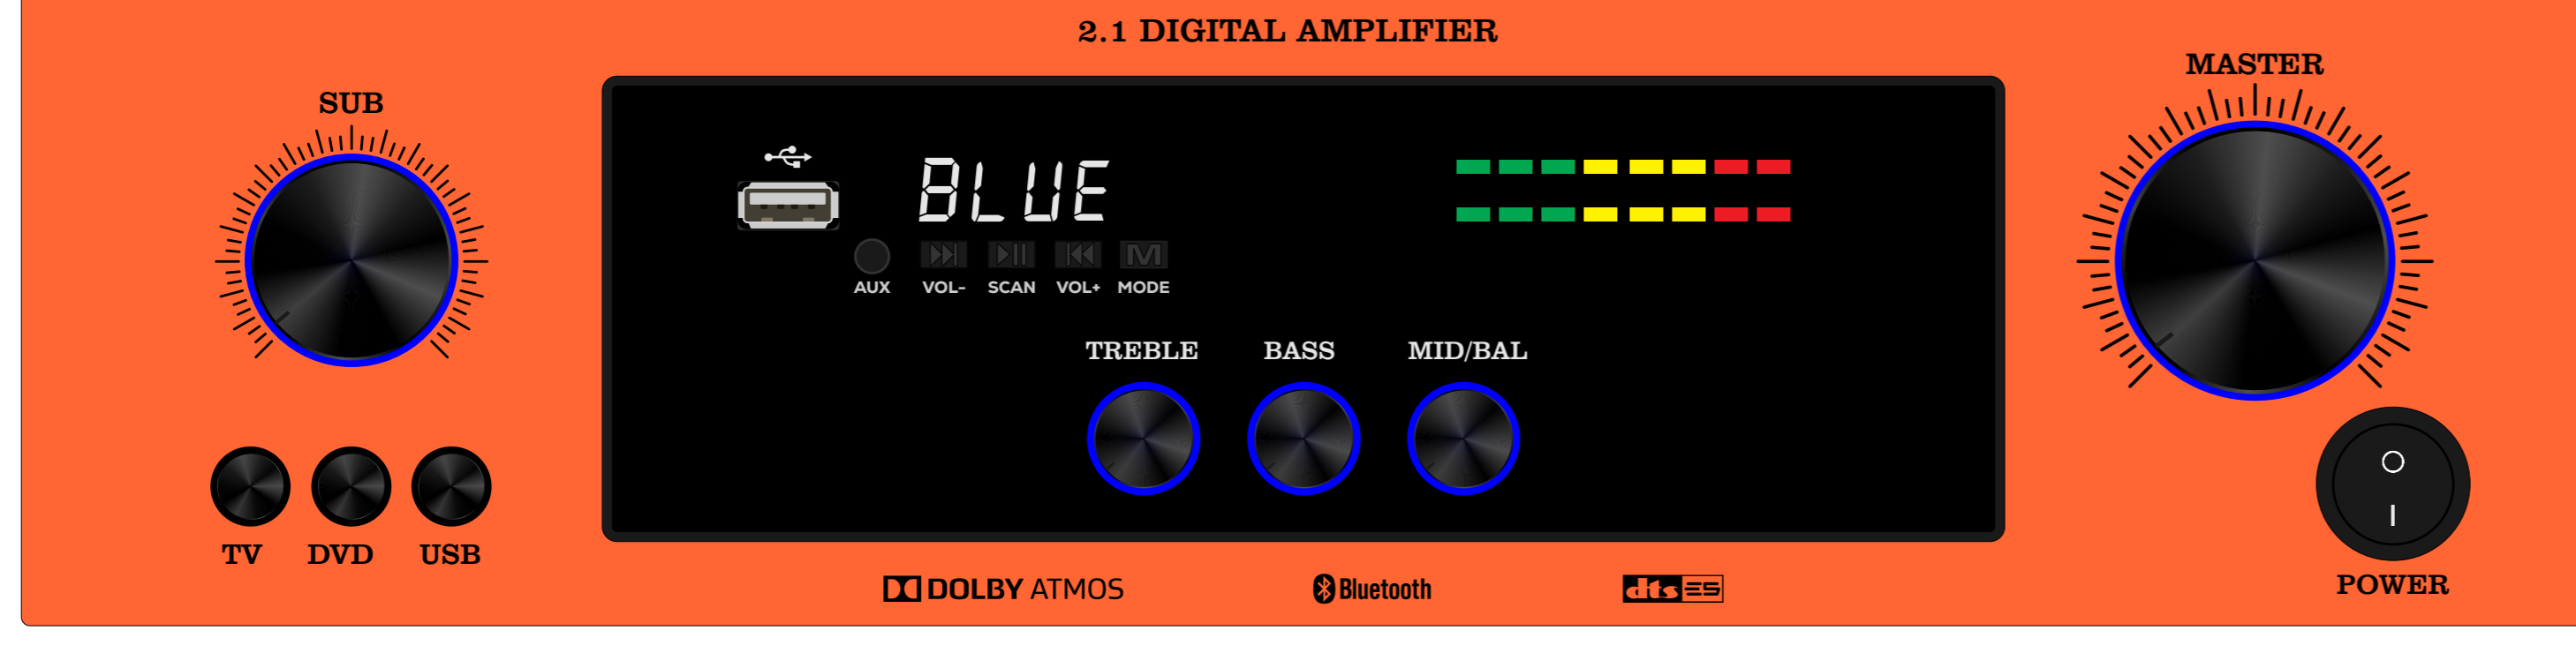 2.1 DIGITAL AMPLIFIER
MASTER
SUB
BLUE
M
AUX VOL- SCAN VOL+ MODE
TREBLE BASS MID/BAL
TV DVD USB
DOLBY ATMOS Bluetooth dts ES
POWER